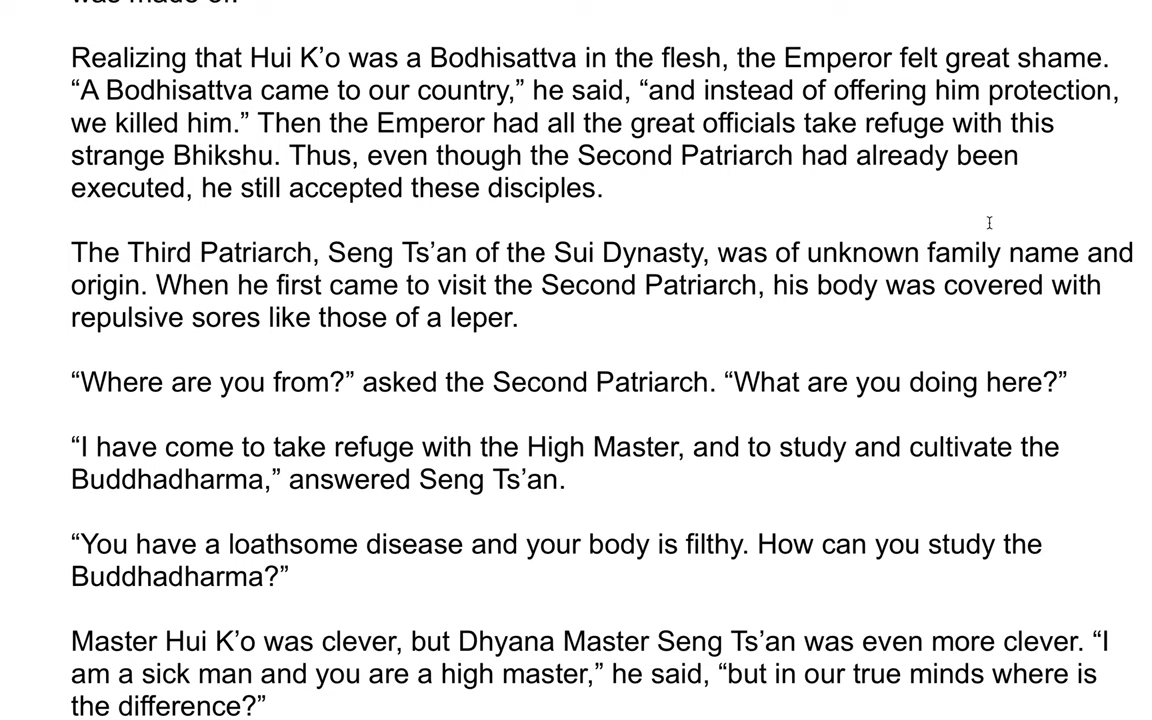 Realizing that Hui K’o was a Bodhisattva in the flesh, the Emperor felt great shame.
“A Bodhisattva came to our country,” he said, “and instead of offering him protection,
we killed him.” Then the Emperor had all the great officials take refuge with this
strange Bhikshu. Thus, even though the Second Patriarch had already been
executed, he still accepted these disciples.
The Third Patriarch, Seng Ts’an of the Sui Dynasty, was of unknown family name and
origin. When he first came to visit the Second Patriarch, his body was covered with
repulsive sores like those of a leper.
“Where are you from?” asked the Second Patriarch. “What are you doing here?”
“I have come to take refuge with the High Master, and to study and cultivate the
Buddhadharma,” answered Seng Ts’an.
“You have a loathsome disease and your body is filthy. How can you study the
Buddhadharma?”
Master Hui K’o was clever, but Dhyana Master Seng Ts’an was even more clever. “I
am a sick man and you are a high master,” he said, “but in our true minds where is
the difference?”